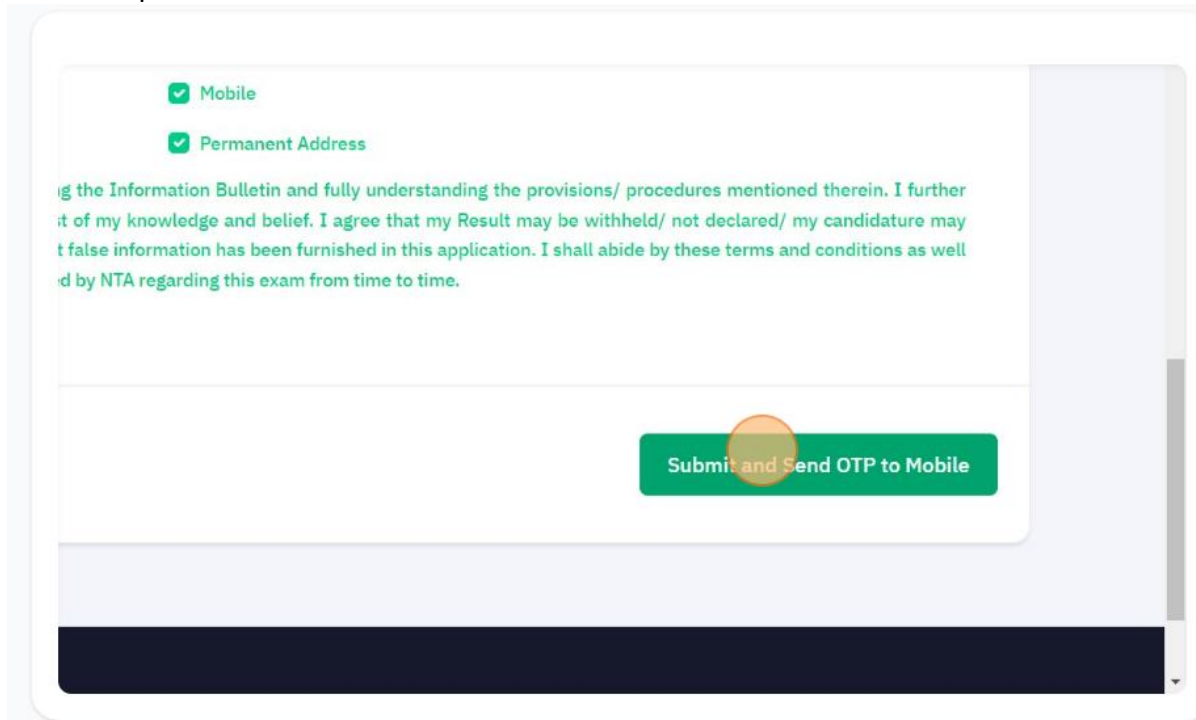 Mobile
Permanent Address
the Information Bulletin and fully understanding the provisions/ procedures mentioned therein. I further
of my knowledge and belief. I agree that my Result may be withheld/ not declared/ my candidature may
false information has been furnished in this application. I shall abide by these terms and conditions as well
by NTA regarding this exam from time to time.
Submit and Send OTP to Mobile